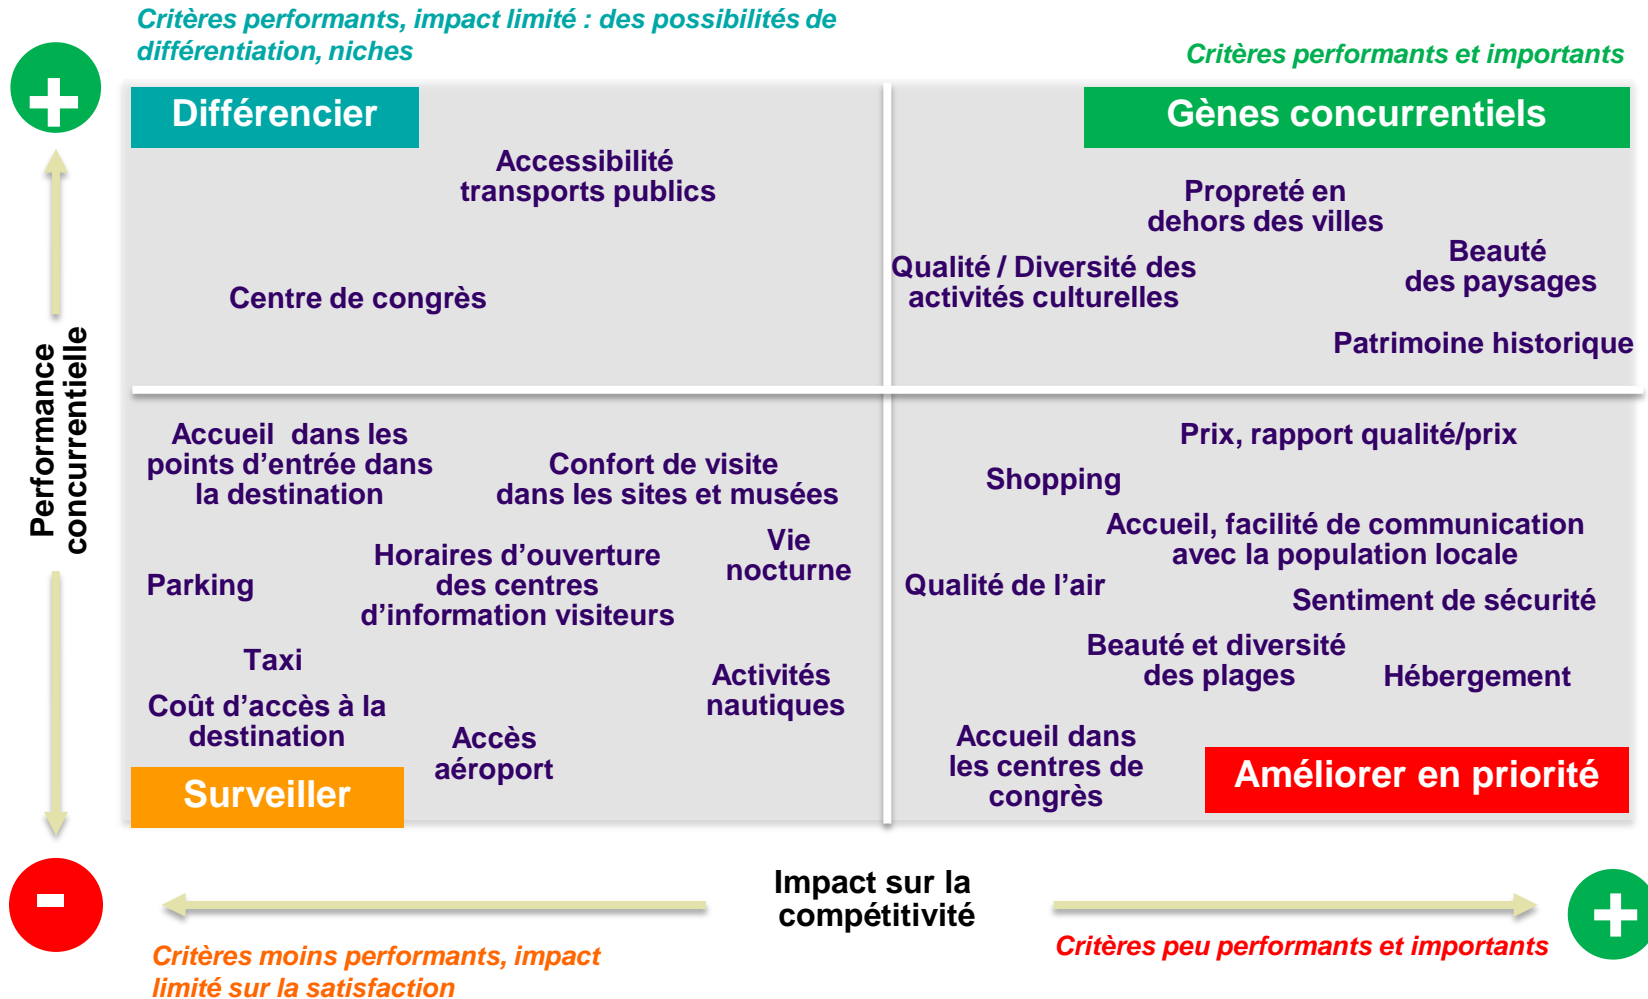 Critères performants, impact limité : des possibilités de
différentiation, niches
Critères performants et importants
+
Différencier
Gènes concurrentiels
Accessibilité
transports publics
Centre de congrès
Propreté en
dehors des villes
Qualité / Diversité des
activités culturelles
Beauté
des paysages
Patrimoine historique
Performance
concurrentielle
Accueil dans les
points d’entrée dans
la destination
Confort de visite
dans les sites et musées
Vie
nocturne
Horaires d’ouverture
des centres
d’information visiteurs
Parking
Taxi
Activités
nautiques
Coût d’accès à la
destination
Accès
aéroport
Surveiller
Prix, rapport qualité/prix
Shopping
Accueil, facilité de communication
avec la population locale
Qualité de l’air
Sentiment de sécurité
Beauté et diversité
des plages
Hébergement
Accueil dans
les centres de
congrès
Améliorer en priorité
-
Impact sur la
compétitivité
+
Critères moins performants, impact
limité sur la satisfaction
Critères peu performants et importants